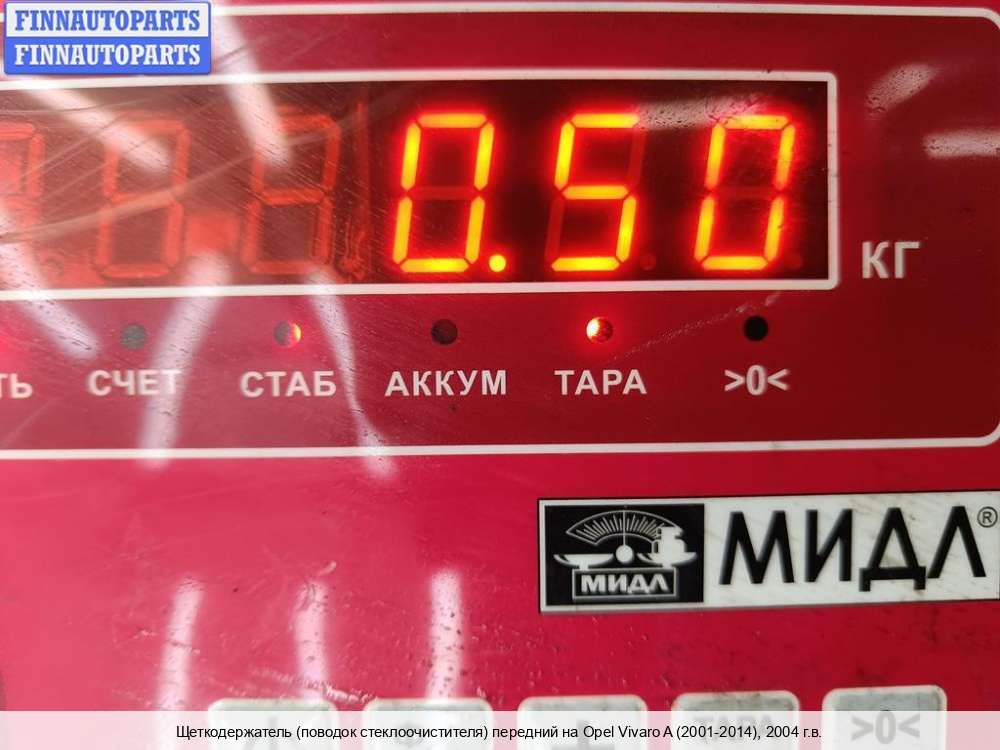 FINNAUTOPARTS
FINNAUTOPARTS
0.50
КГ
СЧЕТ СТАБ АККУМ ТАРА >0<
МИДЛ МИДЛ®
ТАРА >0<
Щеткодержатель (поводок стеклоочистителя) передний на Opel Vivaro A (2001-2014), 2004 г.в.